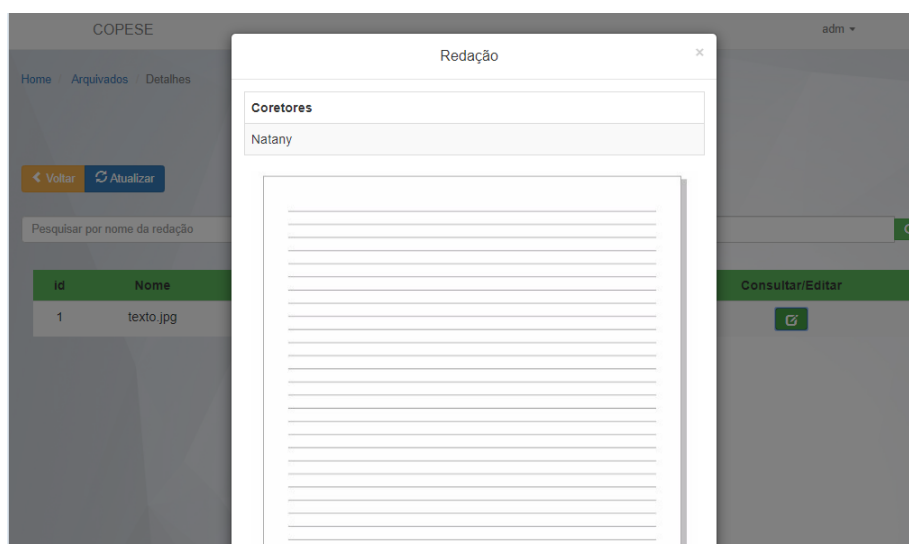 COPESE
adm
Redação
×
Home / Arquivados / Detalhes
Coretores
Natany
Voltar
Atualizar
Pesquisar por nome da redação
id Nome Consultar/Editar
1 texto.jpg